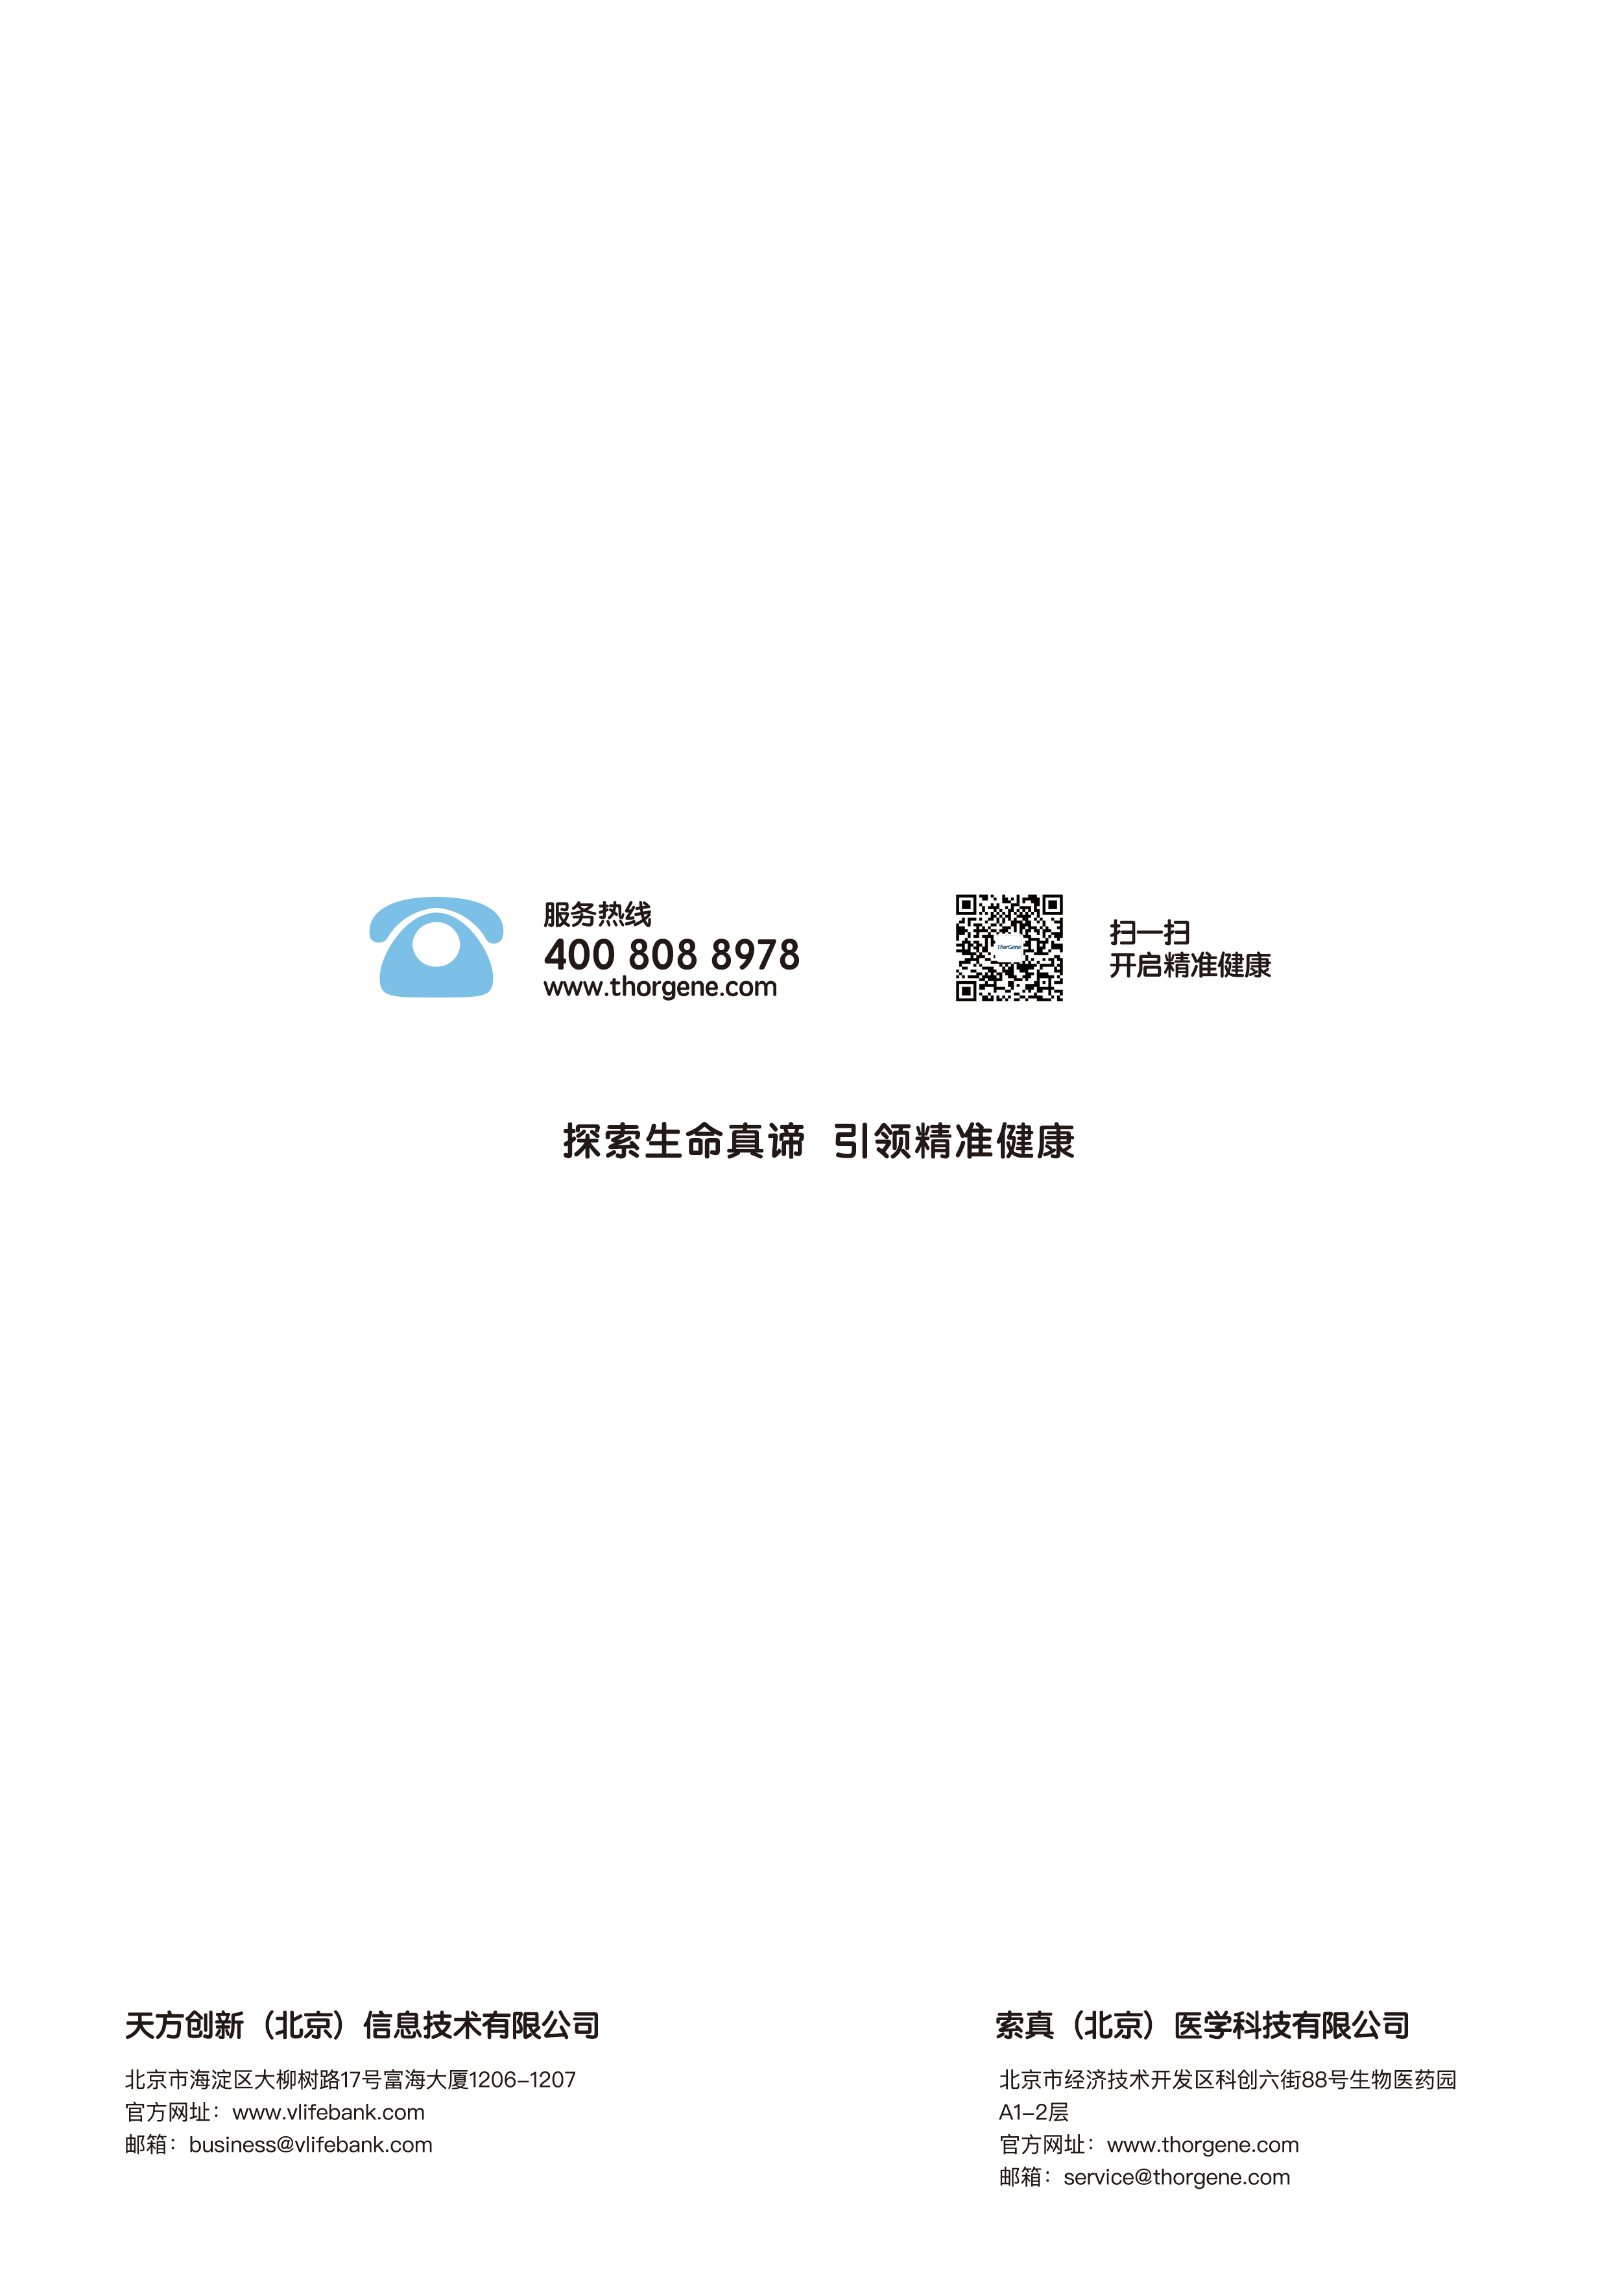 服务热线
400 808 8978
www.thorgene.com
ThorGene
扫一扫
开启精准健康
探索生命真谛 引领精准健康
天方创新（北京）信息技术有限公司
北京市海淀区大柳树路17号富海大厦1206-1207
官方网址：www.vlifebank.com
邮箱：business@vlifebank.com
索真（北京）医学科技有限公司
北京市经济技术开发区科创六街88号生物医药园
A1-2层
官方网址：www.thorgene.com
邮箱：service@thorgene.com